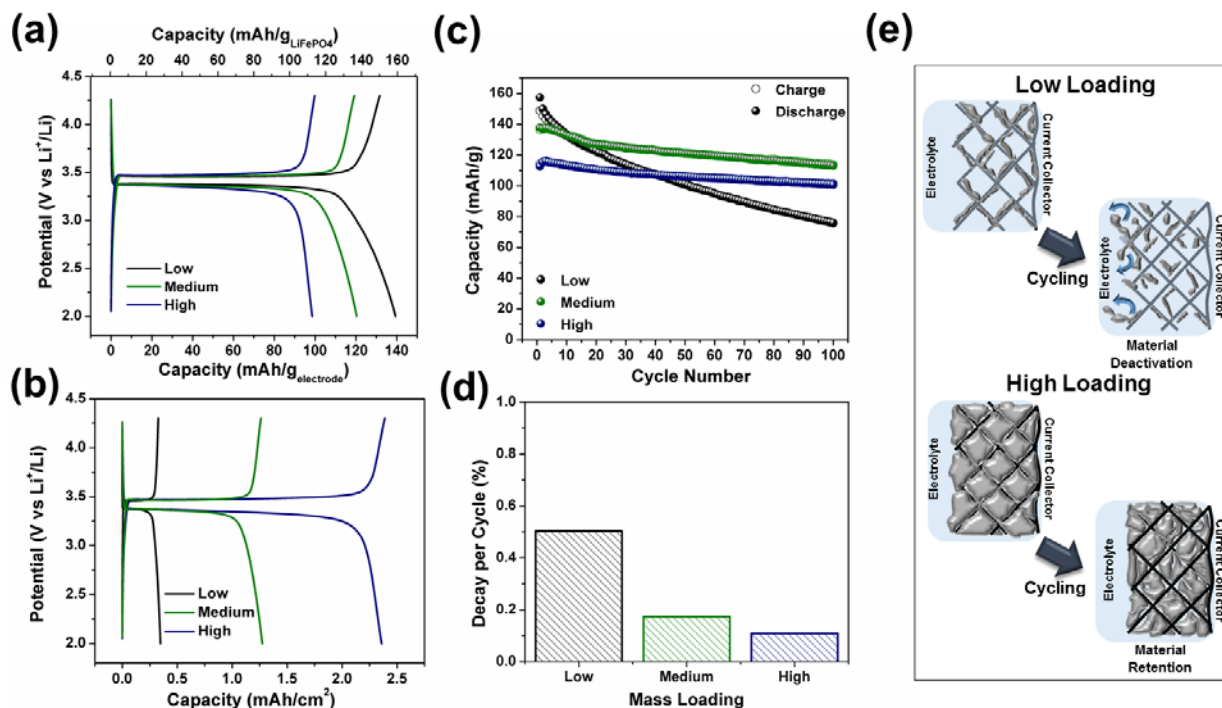 (a)
Capacity (mAh/g_LiFePO4)
0 20 40 60 80 100 120 140 160
4.5
4.0
3.5
3.0
2.5
2.0
Potential (V vs Li⁺/Li)
Low
Medium
High
0 20 40 60 80 100 120 140
Capacity (mAh/g_electrode)
(b)
4.5
4.0
3.5
3.0
2.5
2.0
Potential (V vs Li⁺/Li)
Low
Medium
High
0.0 0.5 1.0 1.5 2.0 2.5
Capacity (mAh/cm²)
(c)
160
140
120
100
80
60
40
20
0
Capacity (mAh/g)
Charge
Discharge
Low
Medium
High
0 10 20 30 40 50 60 70 80 90 100
Cycle Number
(d)
1.0
0.8
0.6
0.4
0.2
0.0
Decay per Cycle (%)
Low Medium High
Mass Loading
(e)
Low Loading
Electrolyte
Current Collector
Cycling
Electrolyte
Current Collector
Material
Deactivation
High Loading
Electrolyte
Current Collector
Cycling
Electrolyte
Current Collector
Material
Retention